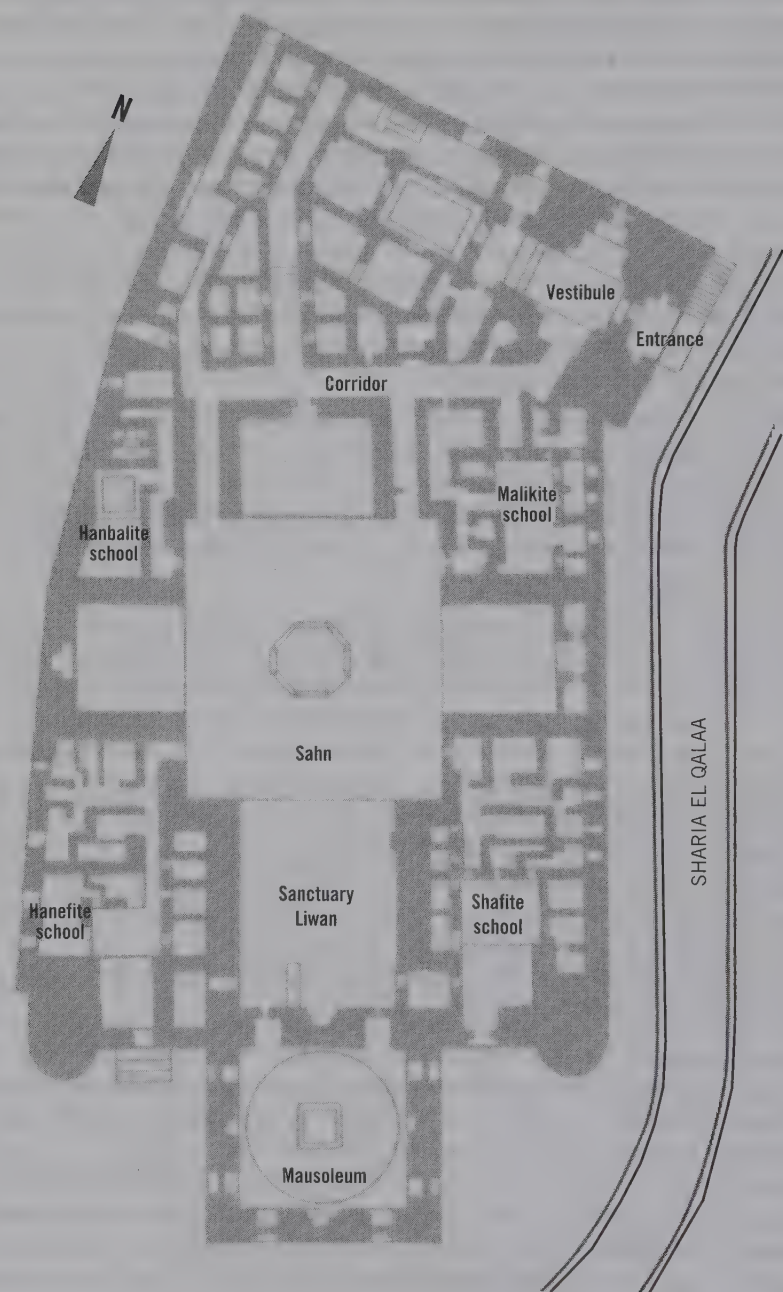 N
Vestibule
Entrance
Corridor
Malikite
school
Hanbalite
school
Sahn
SHARIA EL QALAA
Sanctuary
Liwan
Shafite
school
Hanefite
school
Mausoleum